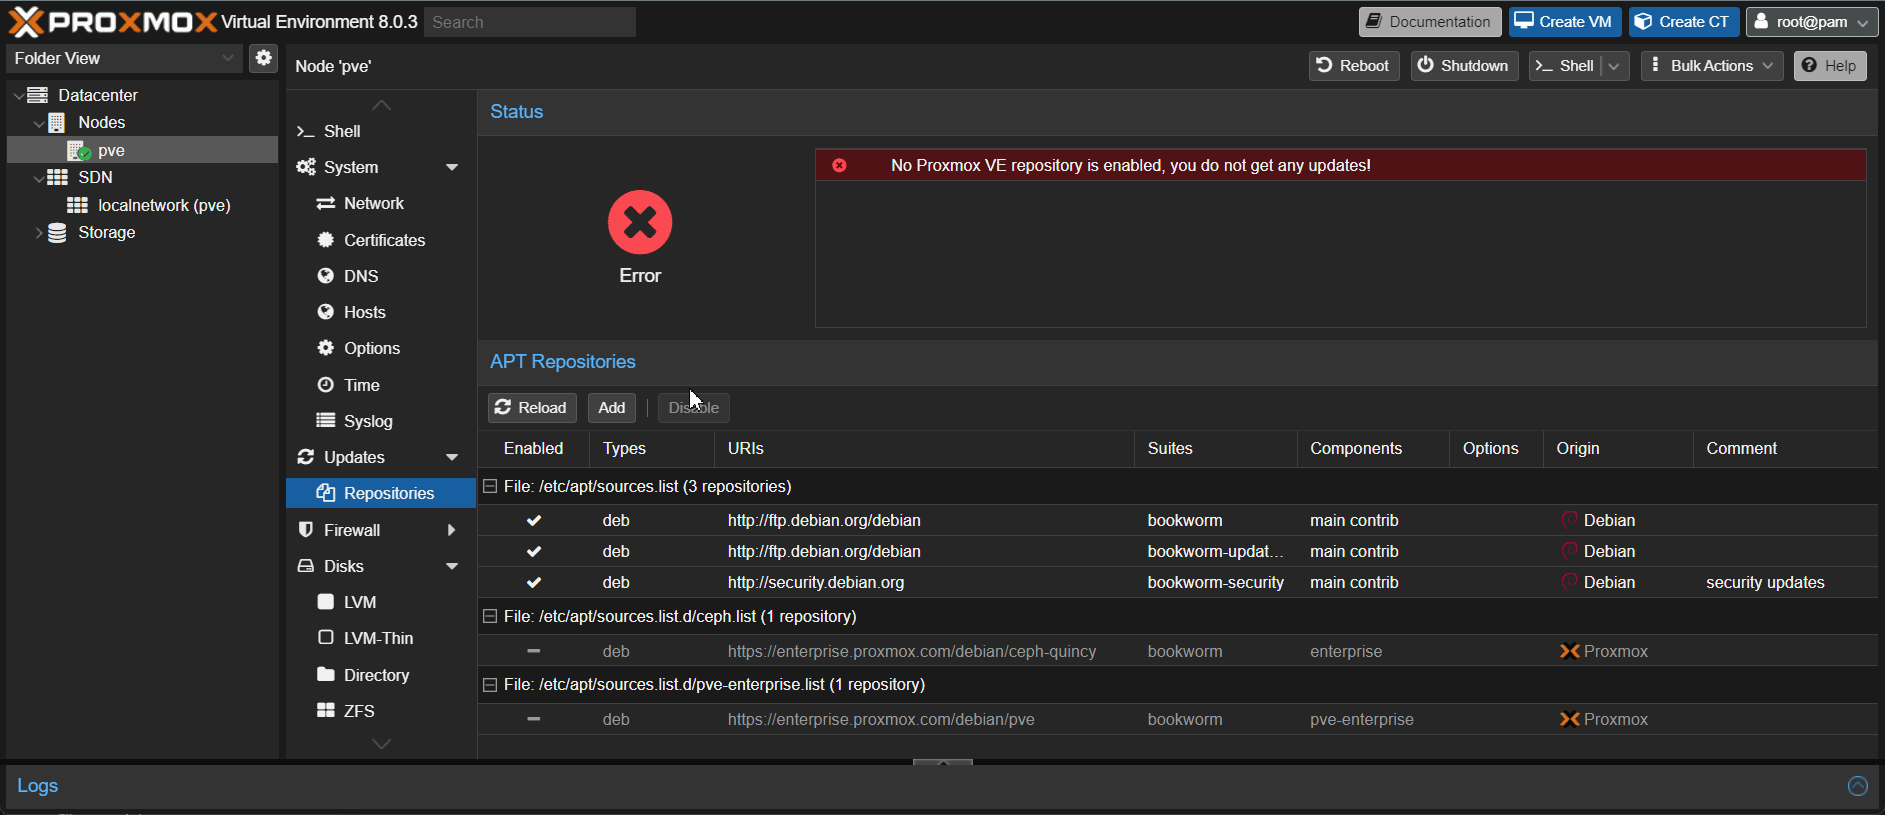 PROXMOX Virtual Environment 8.0.3 Search Documentation Create VM Create CT root@pam
Folder View
Node 'pve' Reboot Shutdown >_ Shell Bulk Actions Help
Datacenter
Nodes
pve
SDN
localnetwork (pve)
Storage
>_ Shell
System
Network
Certificates
DNS
Hosts
Options
Time
Syslog
Updates
Repositories
Firewall
Disks
LVM
LVM-Thin
Directory
ZFS
Status
No Proxmox VE repository is enabled, you do not get any updates!
Error
APT Repositories
Reload Add Disable
Enabled Types URIs Suites Components Options Origin Comment
File: /etc/apt/sources.list (3 repositories)
deb http://ftp.debian.org/debian bookworm main contrib Debian
deb http://ftp.debian.org/debian bookworm-updat... main contrib Debian
deb http://security.debian.org bookworm-security main contrib Debian security updates
File: /etc/apt/sources.list.d/ceph.list (1 repository)
deb https://enterprise.proxmox.com/debian/ceph-quincy bookworm enterprise Proxmox
File: /etc/apt/sources.list.d/pve-enterprise.list (1 repository)
deb https://enterprise.proxmox.com/debian/pve bookworm pve-enterprise Proxmox
Logs